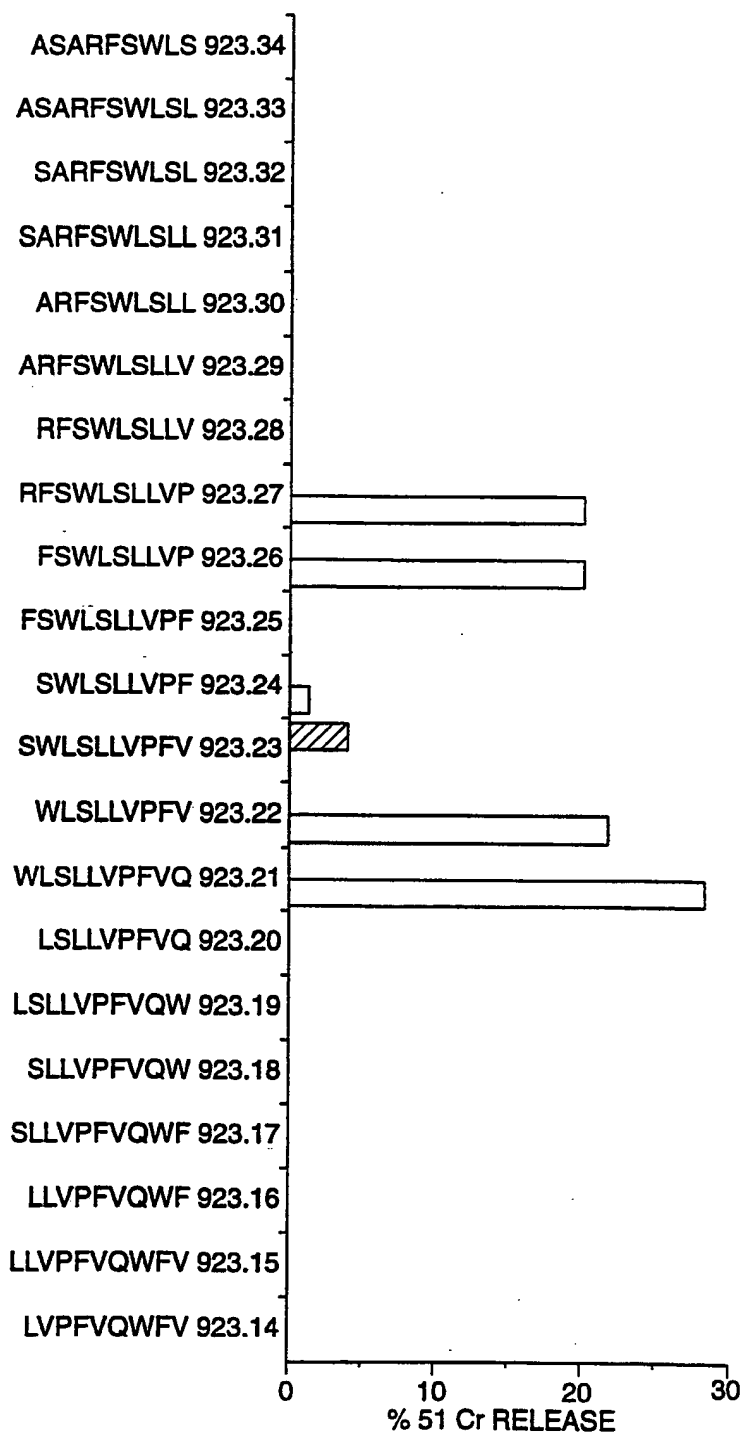 ASARFSWLS 923.34
ASARFSWLSL 923.33
SARFSWLSL 923.32
SARFSWLSLL 923.31
ARFSWLSLL 923.30
ARFSWLSLLV 923.29
RFSWLSLLV 923.28
RFSWLSLLVP 923.27
FSWLSLLVP 923.26
FSWLSLLVPF 923.25
SWLSLLVPF 923.24
SWLSLLVPFV 923.23
WLSLLVPFV 923.22
WLSLLVPFVQ 923.21
LSLLVPFVQ 923.20
LSLLVPFVQW 923.19
SLLVPFVQW 923.18
SLLVPFVQWF 923.17
LLVPFVQWF 923.16
LLVPFVQWFV 923.15
LVPFVQWFV 923.14
0 10 20 30
% 51 Cr RELEASE